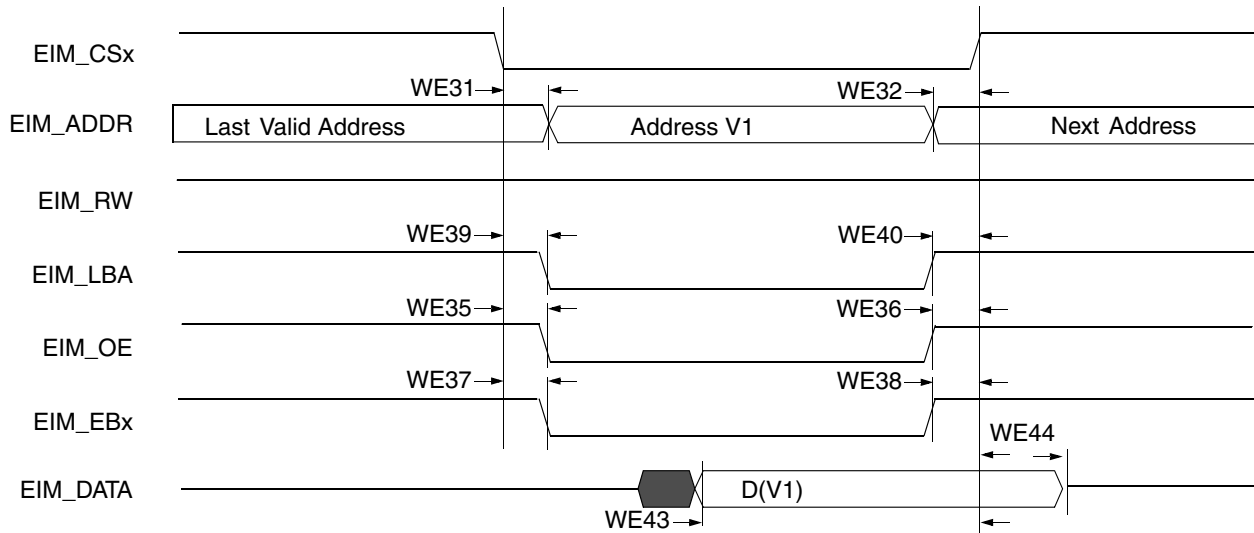 EIM_CSx
WE31
WE32
EIM_ADDR
Last Valid Address
Address V1
Next Address
EIM_RW
WE39
WE40
EIM_LBA
WE35
WE36
EIM_OE
WE37
WE38
EIM_EBx
WE44
EIM_DATA
D(V1)
WE43